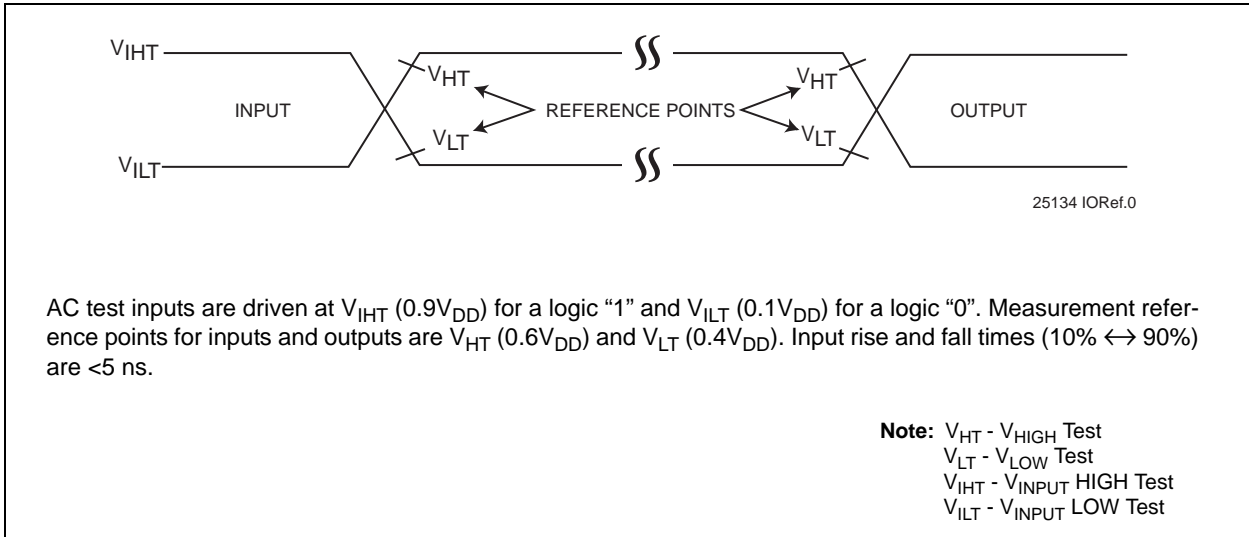 VIHT
VHT
VHT
INPUT
REFERENCE POINTS
OUTPUT
VLT
VLT
VILT
25134 IORef.0
AC test inputs are driven at VIHT (0.9VDD) for a logic “1” and VILT (0.1VDD) for a logic “0”. Measurement refer-
ence points for inputs and outputs are VHT (0.6VDD) and VLT (0.4VDD). Input rise and fall times (10% ↔ 90%)
are <5 ns.
Note: VHT - VHIGH Test
VLT - VLOW Test
VIHT - VINPUT HIGH Test
VILT - VINPUT LOW Test